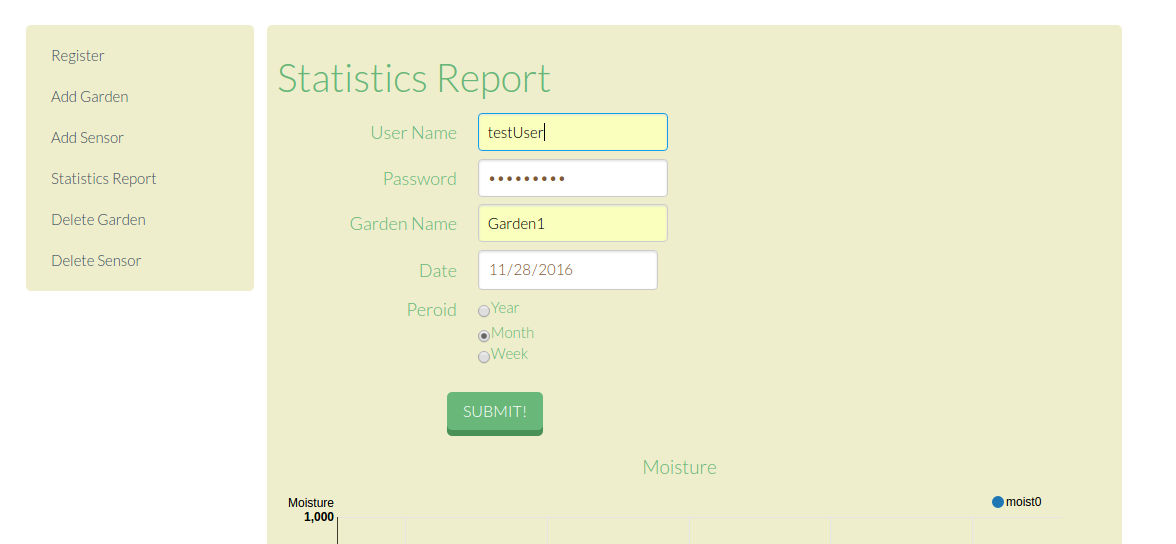 Register
Add Garden
Add Sensor
Statistics Report
Delete Garden
Delete Sensor
Statistics Report
User Name testUser
Password •••••••••
Garden Name Garden1
Date 11/28/2016
Peroid Year
Month
Week
SUBMIT!
Moisture
Moisture moist0
1,000